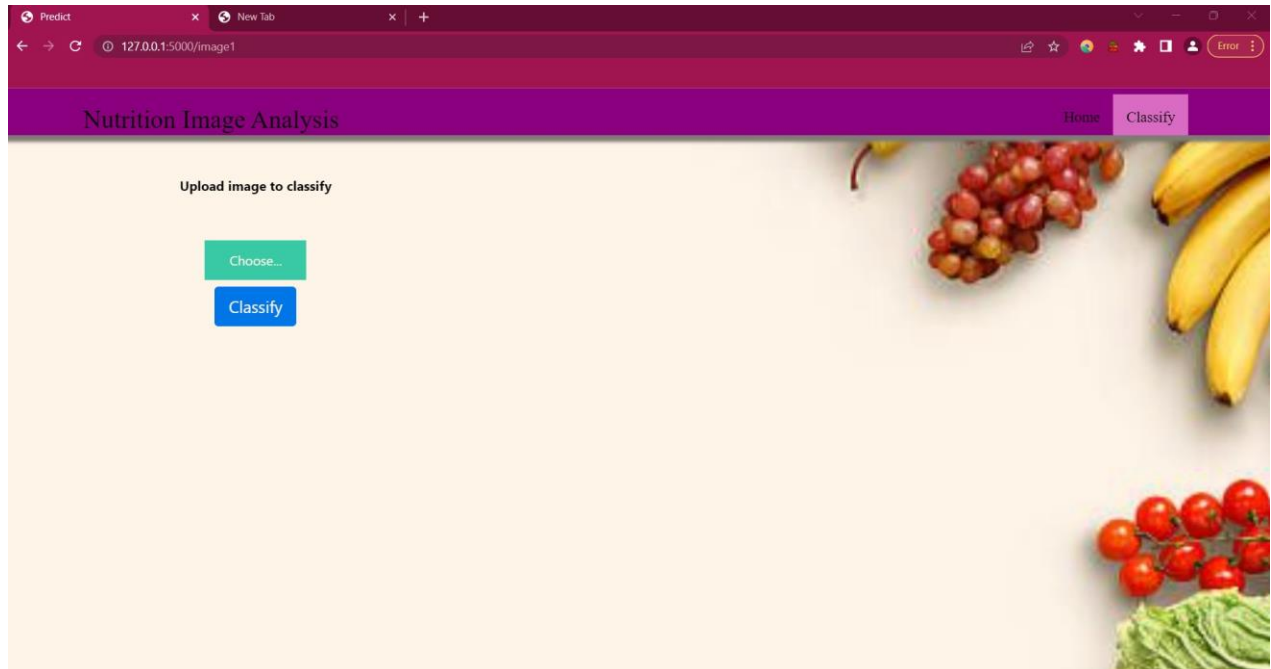 Predict
New Tab
127.0.0.1:5000/image1
Error
Nutrition Image Analysis
Home
Classify
Upload image to classify
Choose...
Classify